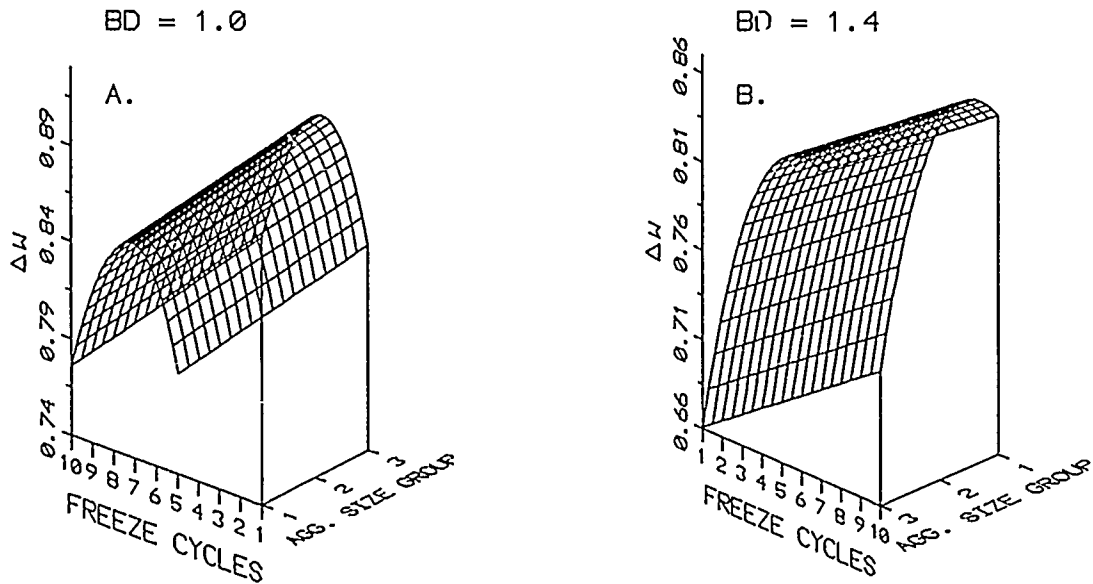 BD = 1.0
A.
0.89
0.84
0.79
0.74
ΔW
10 9 8 7 6 5 4 3 2 1
FREEZE CYCLES
1 2 3
AGG. SIZE GROUP
BD = 1.4
B.
0.86
0.81
0.76
0.71
0.66
ΔW
1 2 3 4 5 6 7 8 9 10
FREEZE CYCLES
3 2 1
AGG. SIZE GROUP